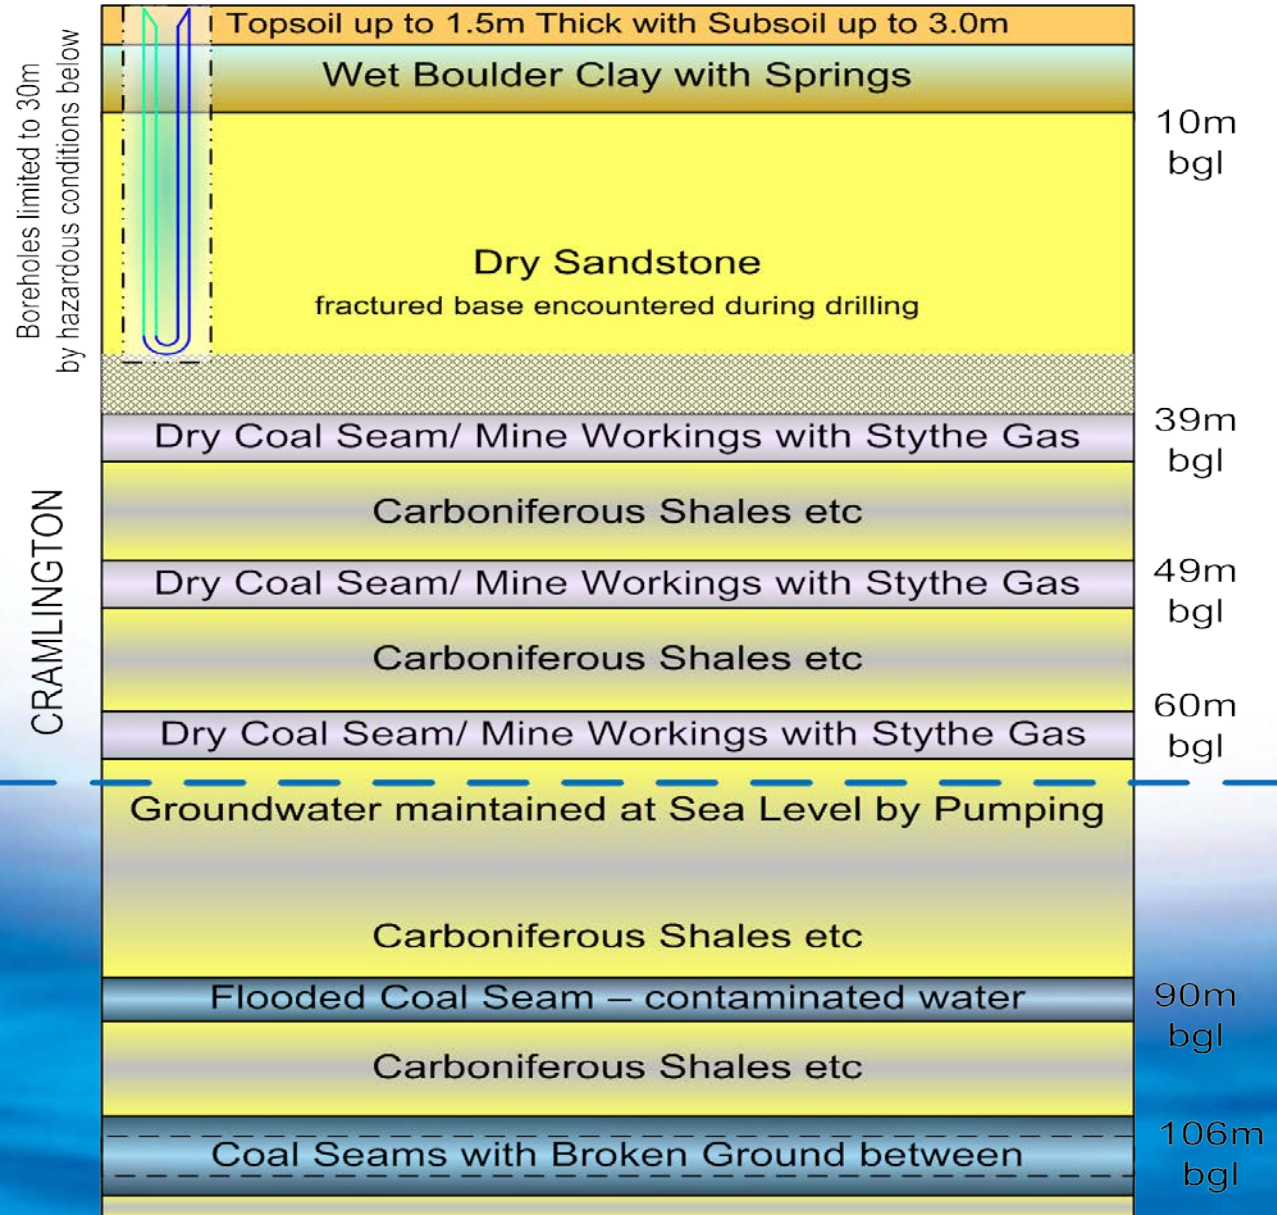 Topsoil up to 1.5m Thick with Subsoil up to 3.0m
Boreholes limited to 30m
by hazardous conditions below
Wet Boulder Clay with Springs
10m
bgl
Dry Sandstone
fractured base encountered during drilling
39m
bgl
Dry Coal Seam/ Mine Workings with Stythe Gas
Carboniferous Shales etc
CRAMLINGTON
49m
bgl
Dry Coal Seam/ Mine Workings with Stythe Gas
Carboniferous Shales etc
60m
bgl
Dry Coal Seam/ Mine Workings with Stythe Gas
Groundwater maintained at Sea Level by Pumping
Carboniferous Shales etc
Flooded Coal Seam – contaminated water
90m
bgl
Carboniferous Shales etc
106m
bgl
Coal Seams with Broken Ground between